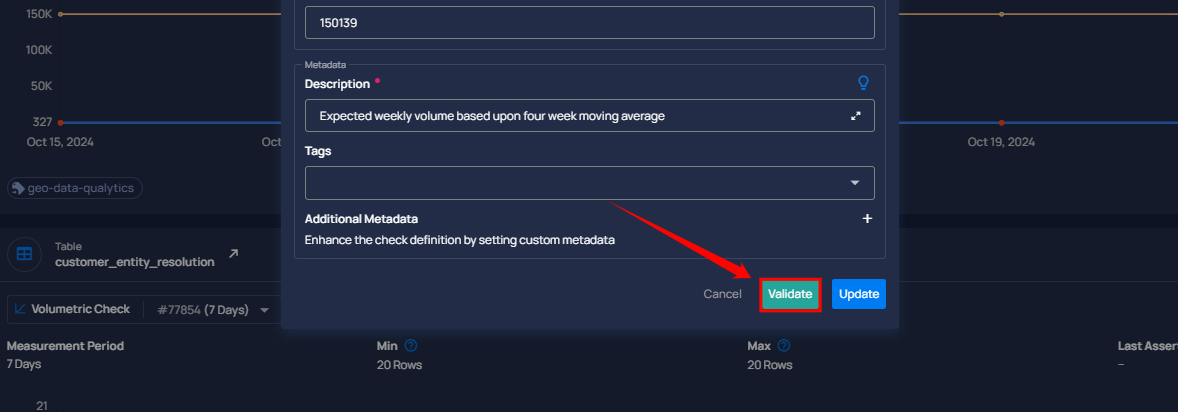 150K
100K
50K
327
Oct 15, 2024
Oct
Oct 19, 2024
150139
Metadata
Description *
Expected weekly volume based upon four week moving average
Tags
Additional Metadata
+
Enhance the check definition by setting custom metadata
Cancel
Validate
Update
geo-data-qualytics
Table
customer_entity_resolution
Volumetric Check
#77854 (7 Days)
Measurement Period
7 Days
Min
20 Rows
Max
20 Rows
Last Asser
–
21